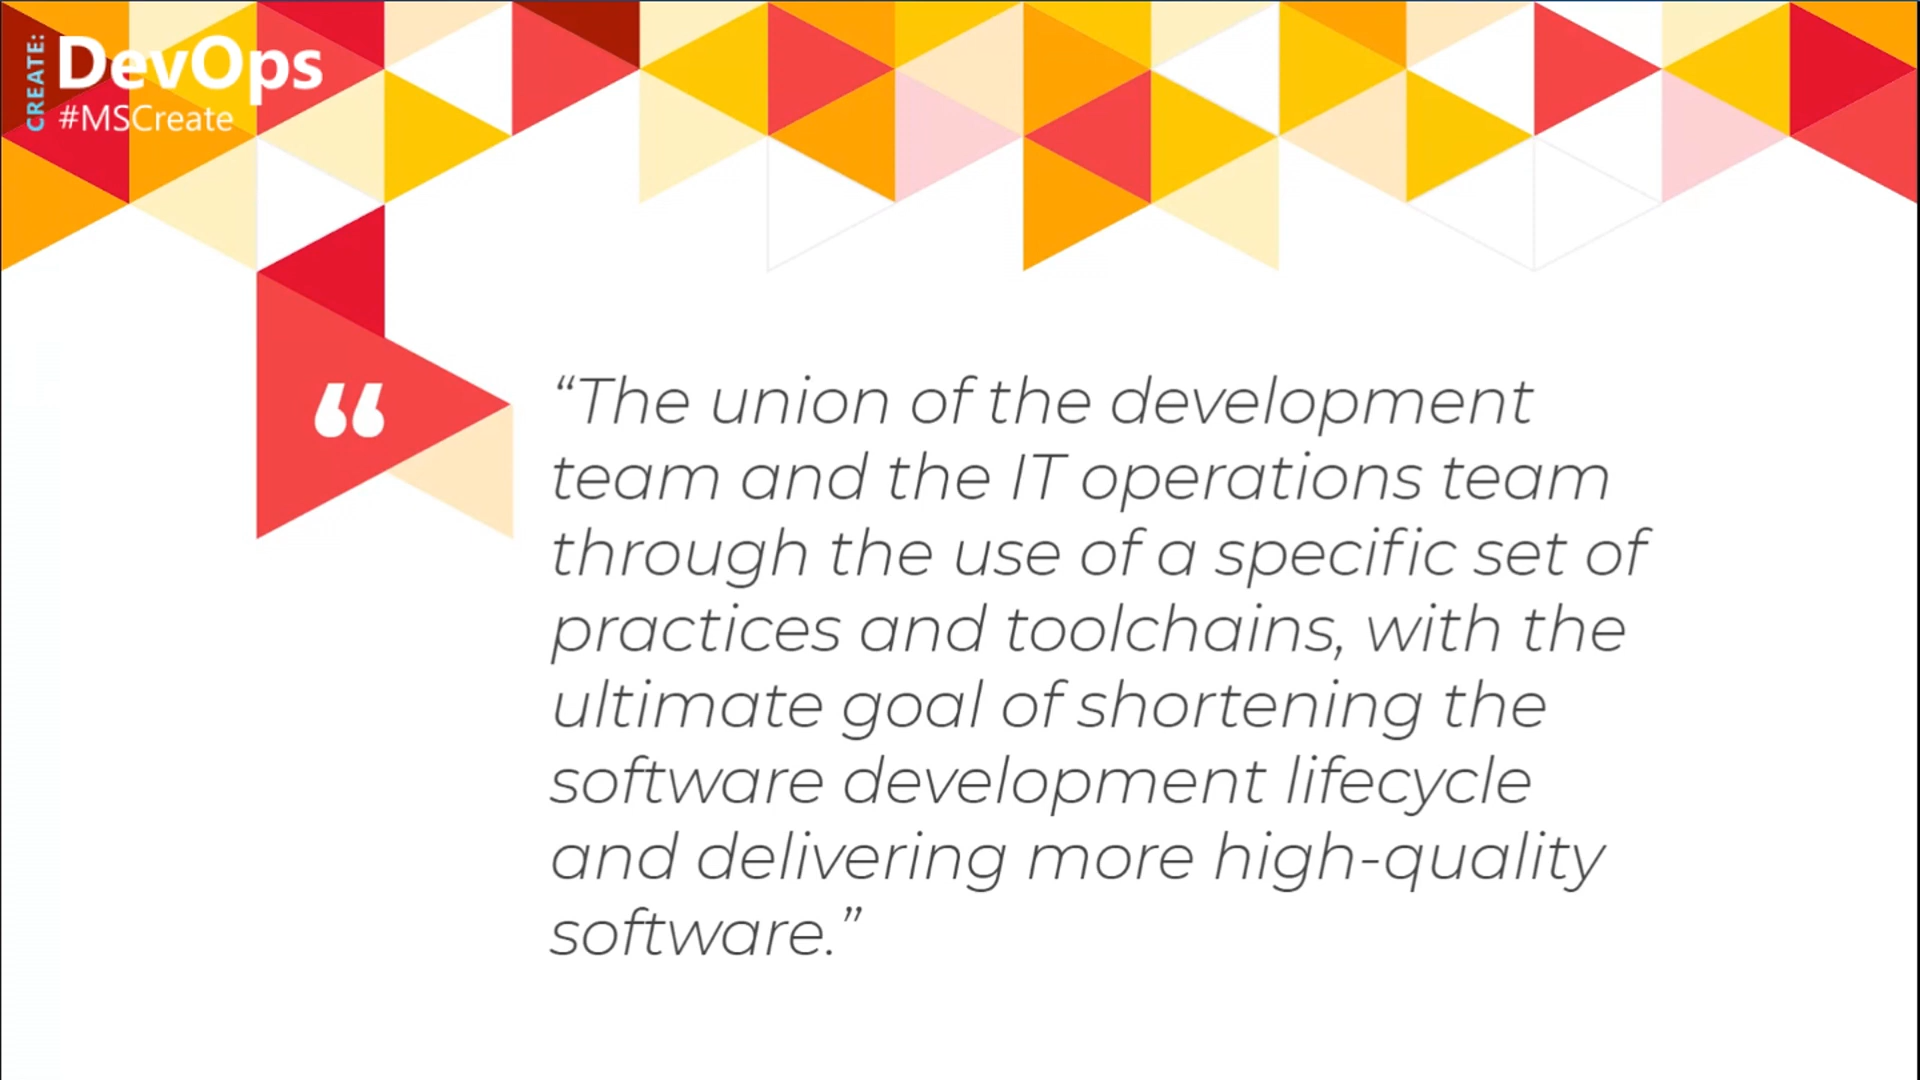 CREATE:
DevOps
#MSCreate
“
“The union of the development
team and the IT operations team
through the use of a specific set of
practices and toolchains, with the
ultimate goal of shortening the
software development lifecycle
and delivering more high-quality
software.”